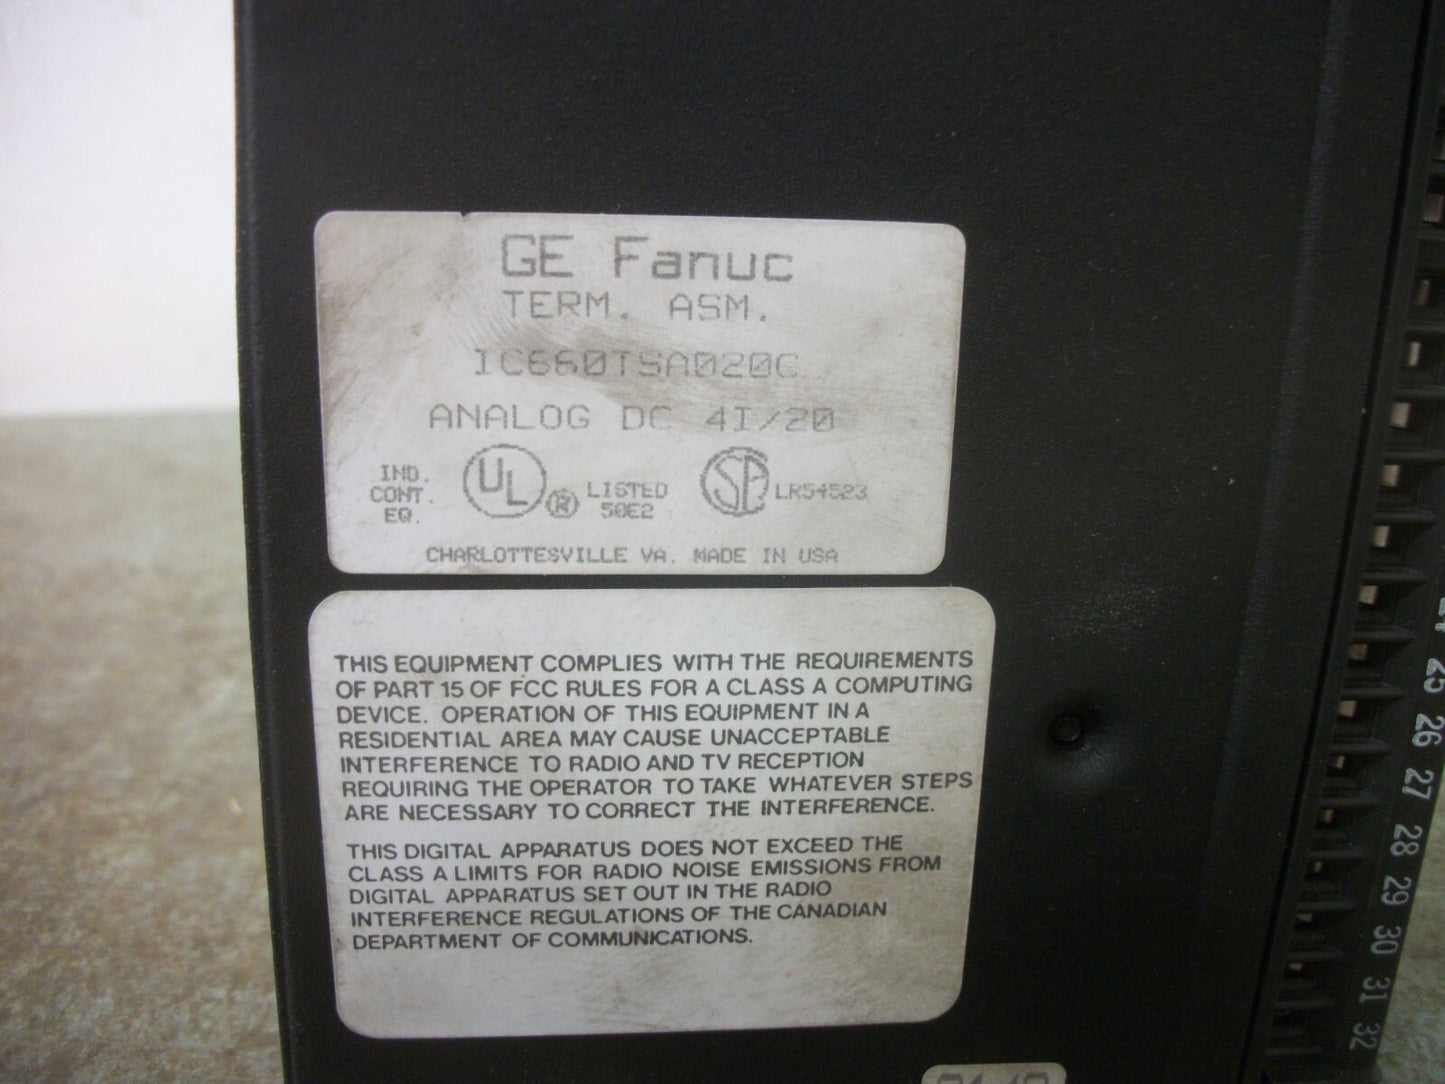 GE Fanuc
TERM. ASM.
IC660TSA020C
ANALOG DC 4I/2O
IND.
CONT.
EQ.
UL ® LISTED
50E2
SA LR54523
CHARLOTTESVILLE VA. MADE IN USA
THIS EQUIPMENT COMPLIES WITH THE REQUIREMENTS
OF PART 15 OF FCC RULES FOR A CLASS A COMPUTING
DEVICE. OPERATION OF THIS EQUIPMENT IN A
RESIDENTIAL AREA MAY CAUSE UNACCEPTABLE
INTERFERENCE TO RADIO AND TV RECEPTION
REQUIRING THE OPERATOR TO TAKE WHATEVER STEPS
ARE NECESSARY TO CORRECT THE INTERFERENCE.
THIS DIGITAL APPARATUS DOES NOT EXCEED THE
CLASS A LIMITS FOR RADIO NOISE EMISSIONS FROM
DIGITAL APPARATUS SET OUT IN THE RADIO
INTERFERENCE REGULATIONS OF THE CANADIAN
DEPARTMENT OF COMMUNICATIONS.
25
26
27
28
29
30
31
32